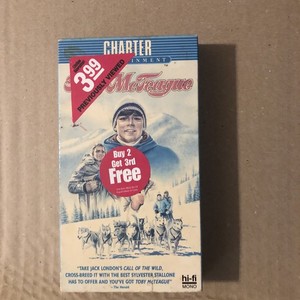 CHARTER
3.99
PREVIOUSLY VIEWED
McTeague
Buy 2
Get 3rd
Free
"TAKE JACK LONDON'S CALL OF THE WILD,
CROSS-BREED IT WITH THE BEST SYLVESTER STALLONE
HAS TO OFFER AND YOU'VE GOT TOBY McTEAGUE"
hi-fi
MONO